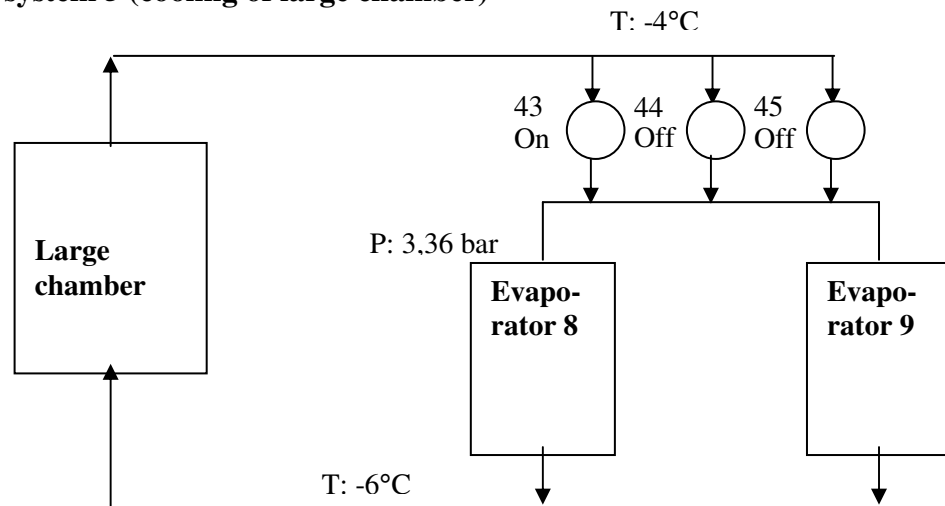 system 3 (cooling of large chamber)
T: -4°C
43
On
44
Off
45
Off
P: 3,36 bar
Large
chamber
Evapo-
rator 8
Evapo-
rator 9
T: -6°C